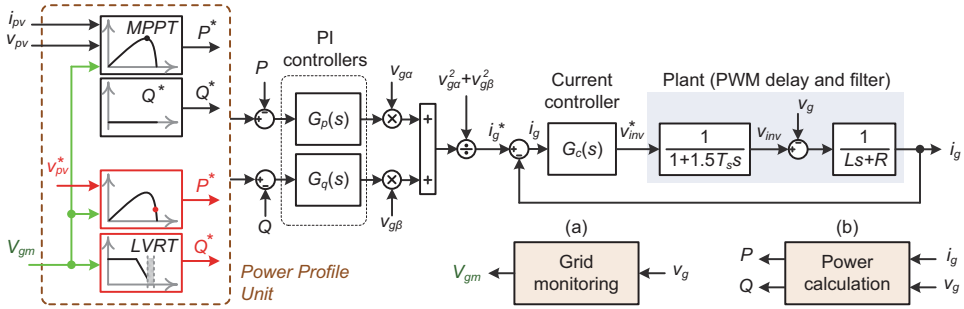 i_pv
v_pv
MPPT
P*
Q*
Q*
v*_pv
P*
V_gm
LVRT
Q*
Power Profile
Unit
PI
controllers
P
G_p(s)
G_q(s)
Q
v_gα
v_gβ
+
+
v²_gα+v²_gβ
÷
i_g*
i_g
Current
controller
G_c(s)
v*_inv
Plant (PWM delay and filter)
1
1+1.5T_s s
v_inv
v_g
1
Ls+R
i_g
(a)
V_gm
Grid
monitoring
v_g
(b)
P
Q
Power
calculation
i_g
v_g